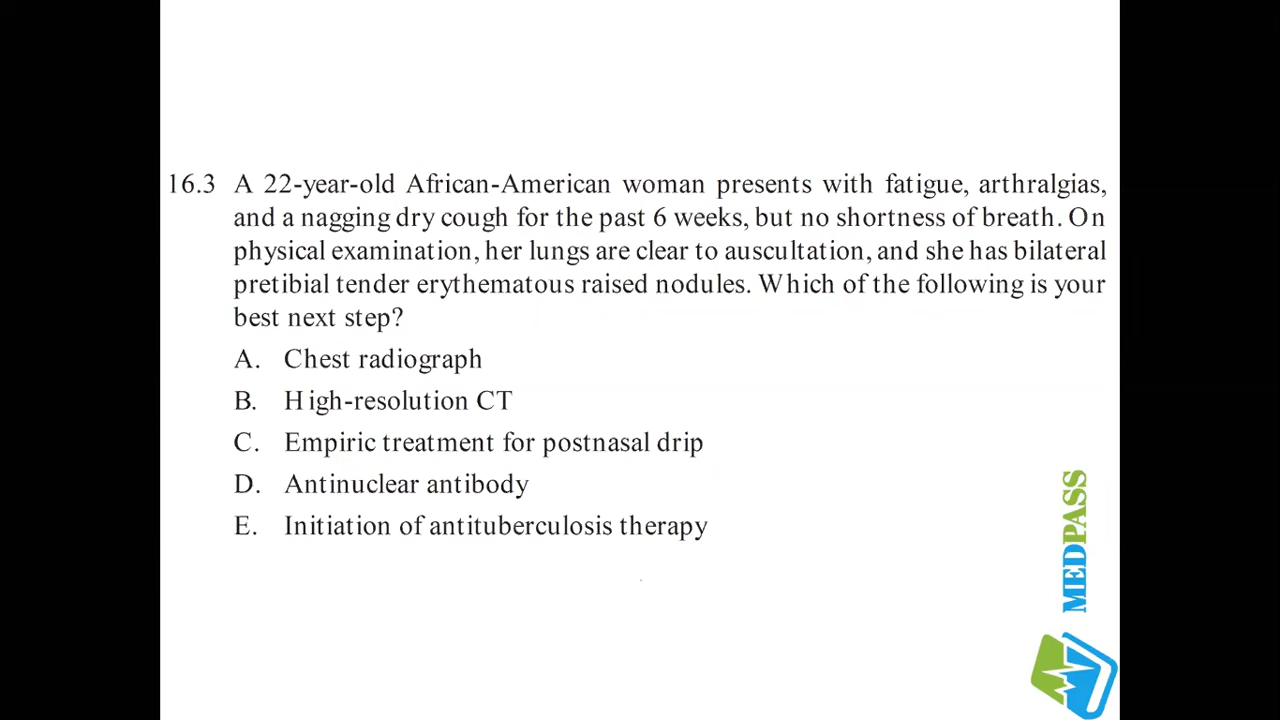 16.3 A 22-year-old African-American woman presents with fatigue, arthralgias,
and a nagging dry cough for the past 6 weeks, but no shortness of breath. On
physical examination, her lungs are clear to auscultation, and she has bilateral
pretibial tender erythematous raised nodules. Which of the following is your
best next step?
A. Chest radiograph
B. High-resolution CT
C. Empiric treatment for postnasal drip
D. Antinuclear antibody
E. Initiation of antituberculosis therapy
MEDPASS